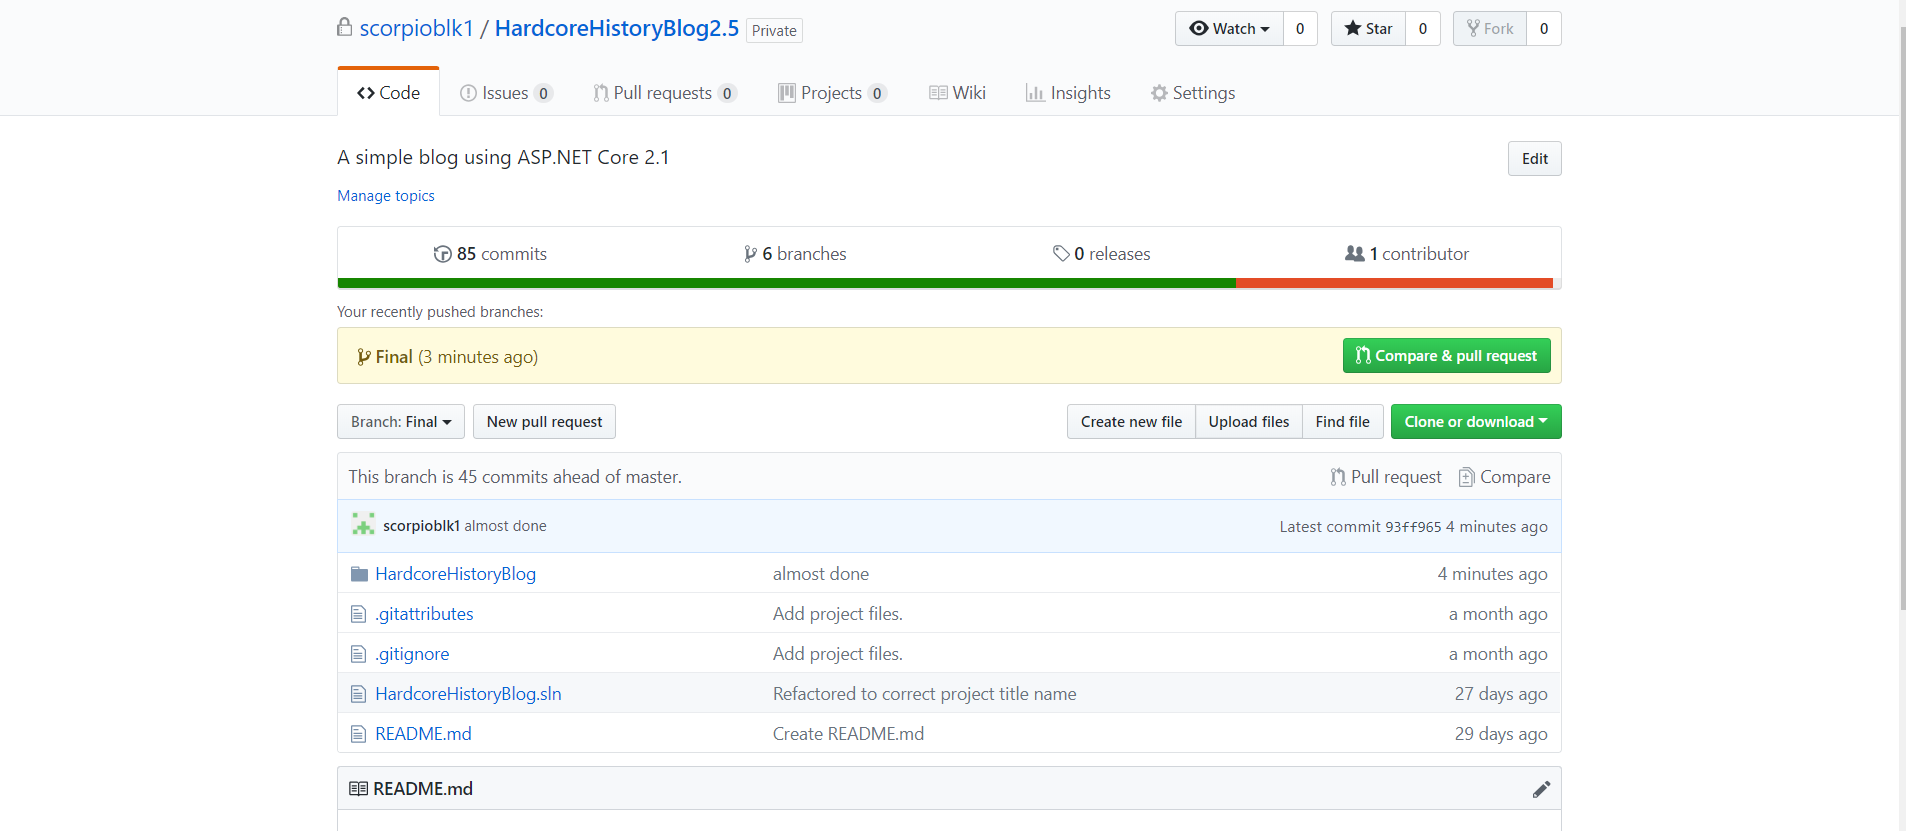 scorpioblk1 / HardcoreHistoryBlog2.5 Private Watch 0 Star 0 Fork 0
Code Issues 0 Pull requests 0 Projects 0 Wiki Insights Settings
A simple blog using ASP.NET Core 2.1 Edit
Manage topics
85 commits 6 branches 0 releases 1 contributor
Your recently pushed branches:
Final (3 minutes ago) Compare & pull request
Branch: Final New pull request Create new file Upload files Find file Clone or download
This branch is 45 commits ahead of master. Pull request Compare
scorpioblk1 almost done Latest commit 93ff965 4 minutes ago
HardcoreHistoryBlog almost done 4 minutes ago
.gitattributes Add project files. a month ago
.gitignore Add project files. a month ago
HardcoreHistoryBlog.sln Refactored to correct project title name 27 days ago
README.md Create README.md 29 days ago
README.md